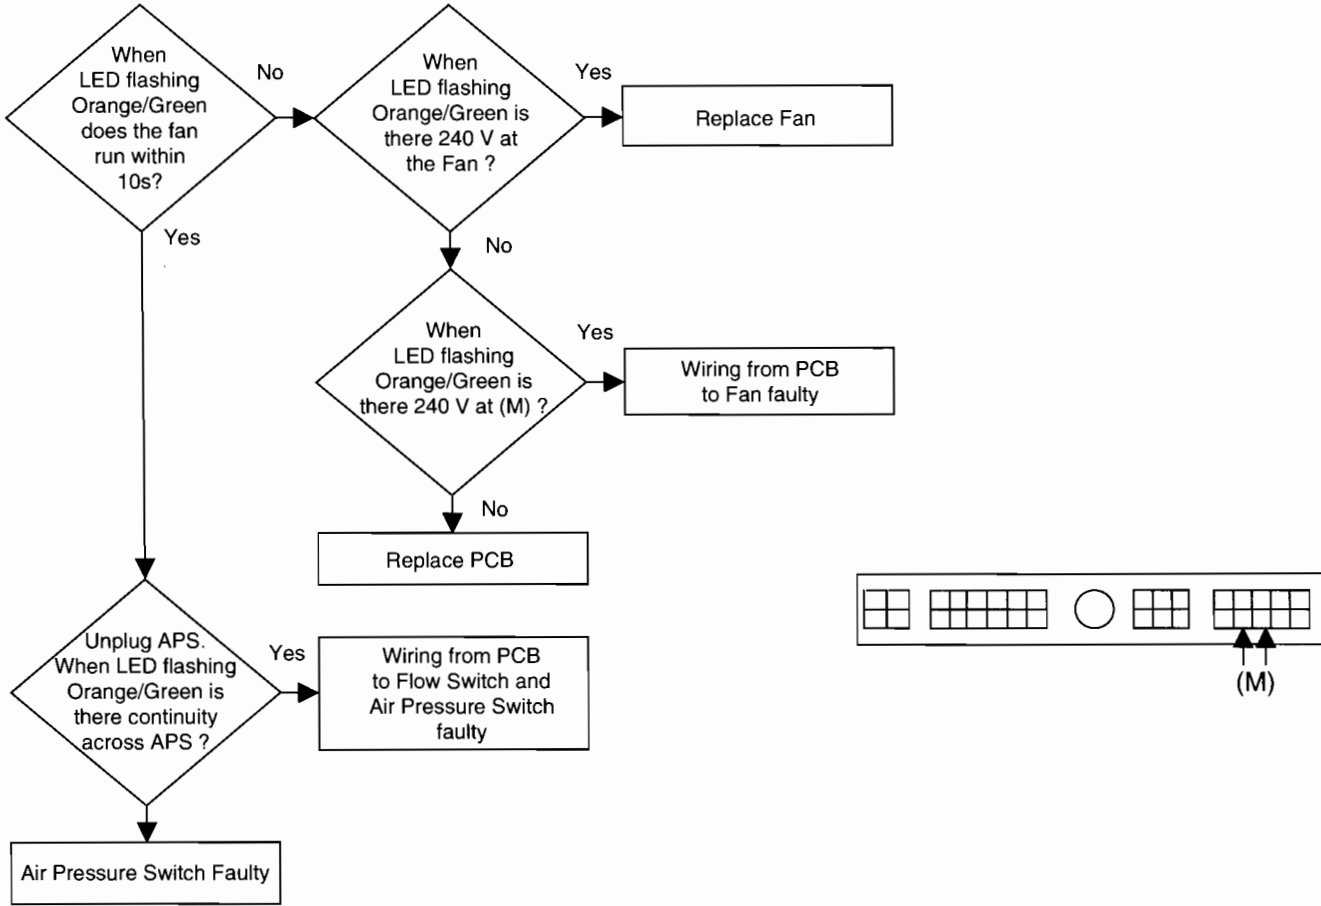 When
LED flashing
Orange/Green
does the fan
run within
10s?
No
When
LED flashing
Orange/Green is
there 240 V at
the Fan ?
Yes
Replace Fan
Yes
No
When
LED flashing
Orange/Green is
there 240 V at (M) ?
Yes
Wiring from PCB
to Fan faulty
No
Replace PCB
Unplug APS.
When LED flashing
Orange/Green is
there continuity
across APS ?
Yes
Wiring from PCB
to Flow Switch and
Air Pressure Switch
faulty
(M)
Air Pressure Switch Faulty